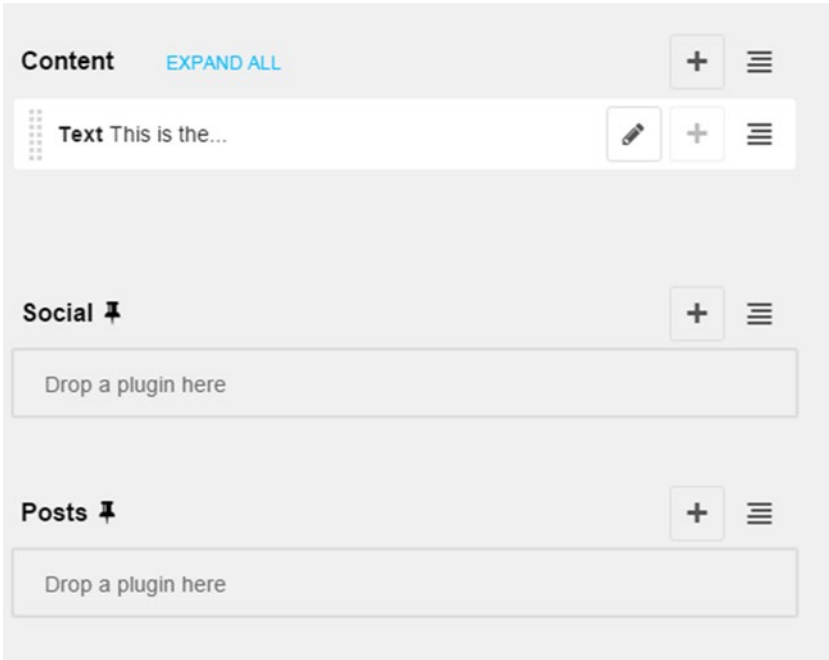 Content EXPAND ALL
Text This is the...
Social
Drop a plugin here
Posts
Drop a plugin here